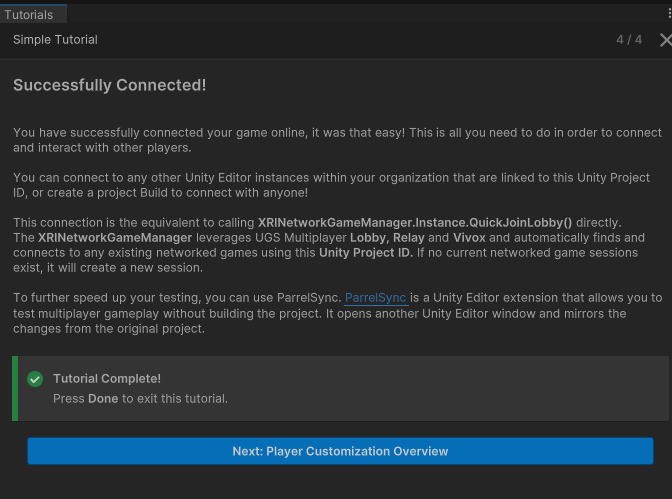 Tutorials
Simple Tutorial
4 / 4
Successfully Connected!
You have successfully connected your game online, it was that easy! This is all you need to do in order to connect
and interact with other players.
You can connect to any other Unity Editor instances within your organization that are linked to this Unity Project
ID, or create a project Build to connect with anyone!
This connection is the equivalent to calling XRINetworkGameManager.Instance.QuickJoinLobby() directly.
The XRINetworkGameManager leverages UGS Multiplayer Lobby, Relay and Vivox and automatically finds and
connects to any existing networked games using this Unity Project ID. If no current networked game sessions
exist, it will create a new session.
To further speed up your testing, you can use ParrelSync. ParrelSync is a Unity Editor extension that allows you to
test multiplayer gameplay without building the project. It opens another Unity Editor window and mirrors the
changes from the original project.
Tutorial Complete!
Press Done to exit this tutorial.
Next: Player Customization Overview